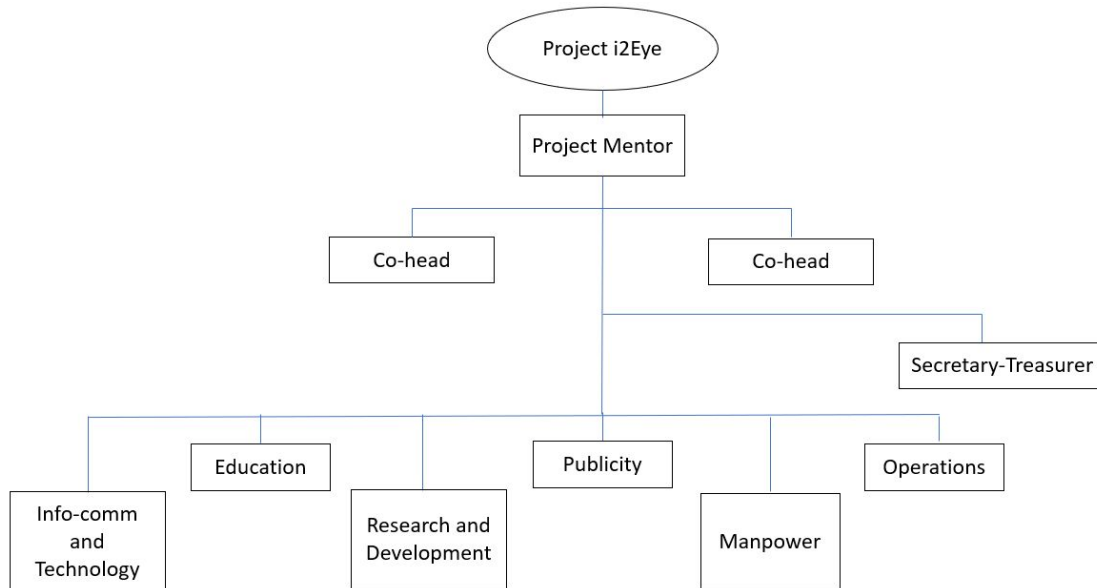 Project i2Eye
Project Mentor
Co-head
Co-head
Secretary-Treasurer
Education
Publicity
Operations
Info-comm
and
Technology
Research and
Development
Manpower